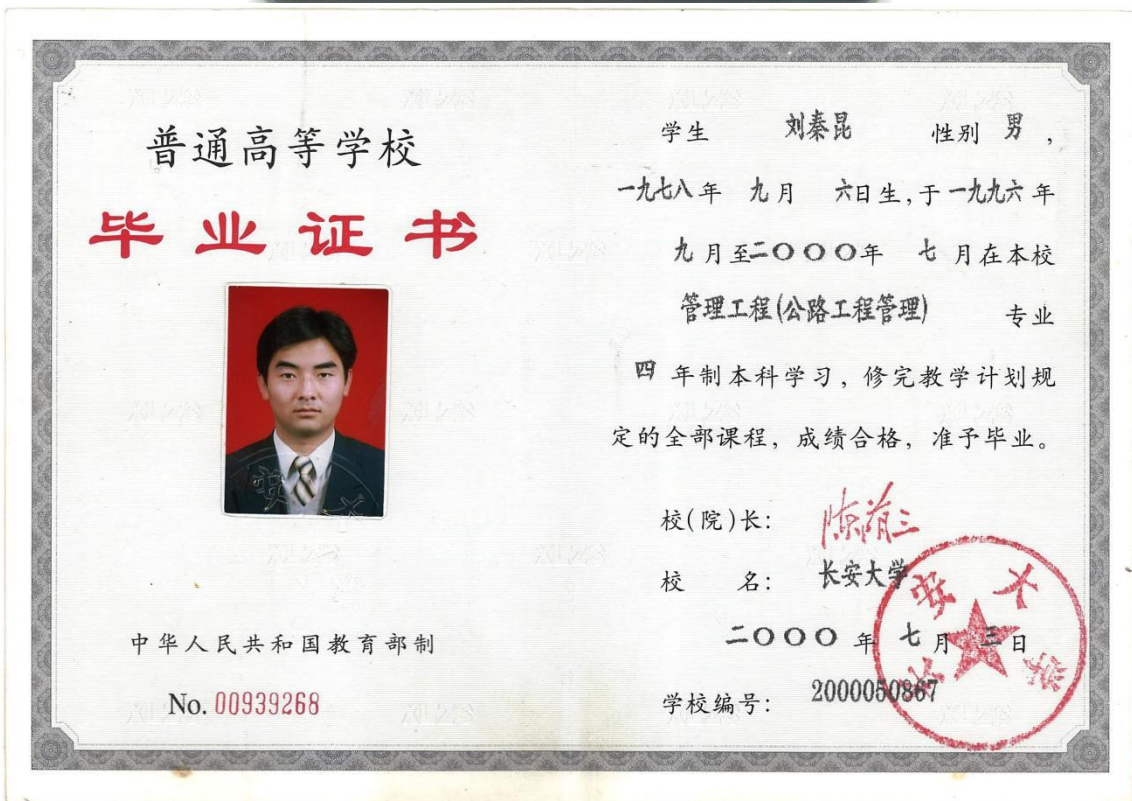 普通高等学校
毕业证书
中华人民共和国教育部制
No. 00939268
学生 刘秦昆 性别 男,
一九七八年 九月 六日生,于一九九六年
九月至二〇〇〇年 七月在本校
管理工程(公路工程管理) 专业
四年制本科学习,修完教学计划规
定的全部课程,成绩合格,准予毕业。
校(院)长:
校 名: 长安大学
二〇〇〇年 七月 三日
学校编号: 2000050867
长安大学